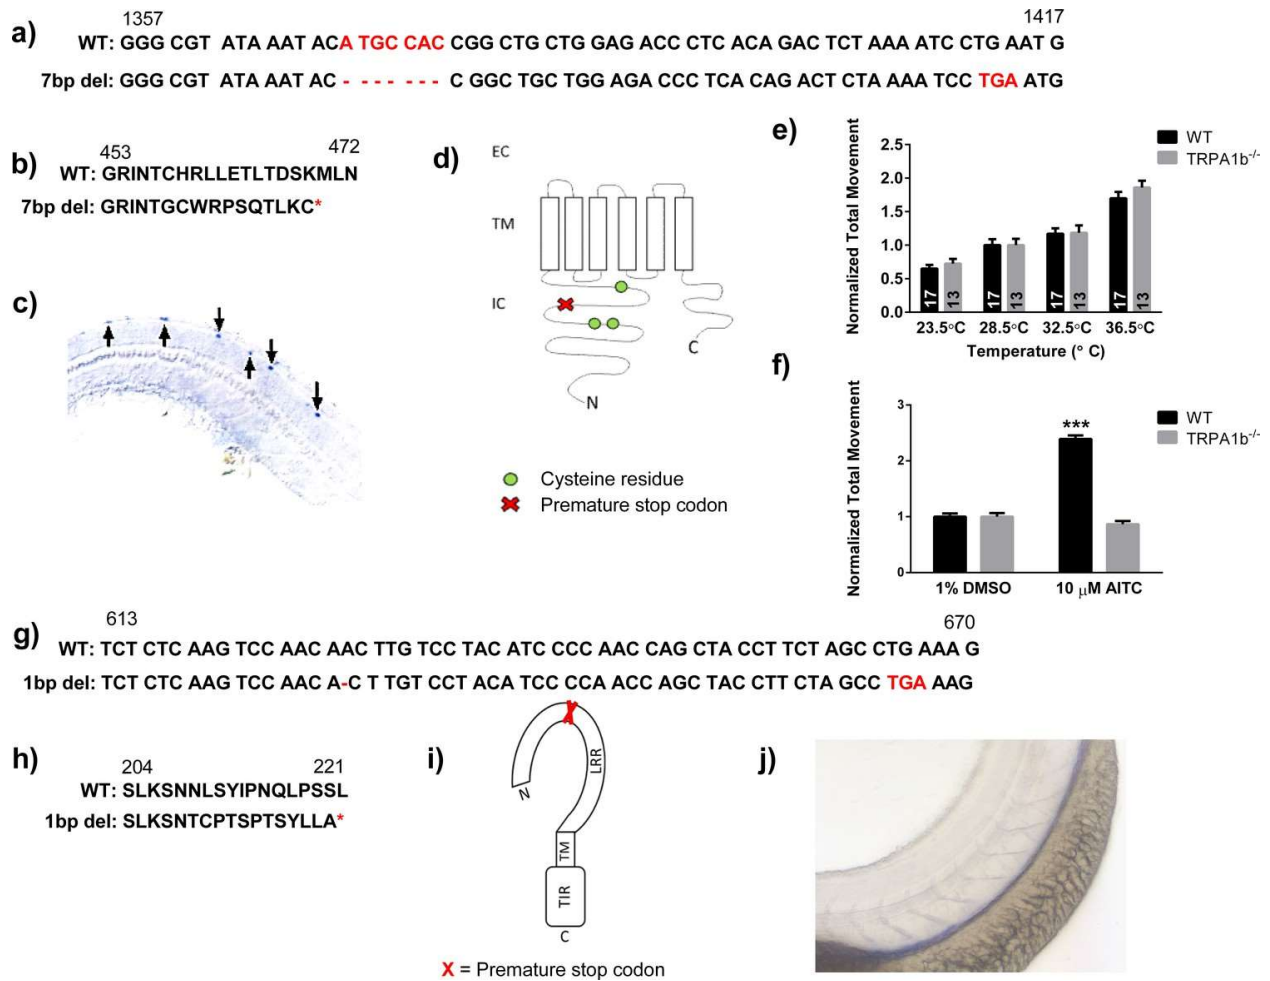 1357 1417
a) WT: GGG CGT ATA AAT ACA TGC CAC CGG CTG CTG GAG ACC CTC ACA GAC TCT AAA ATC CTG AAT G
7bp del: GGG CGT ATA AAT AC- - - - - - - C GGC TGC TGG AGA CCC TCA CAG ACT CTA AAA TCC TGA ATG
b)
453 472
WT: GRINTCHRLLETLTDSKMLN
7bp del: GRINTGCWRPSQTLKC*
c)
d)
EC
TM
IC
N
C
Cysteine residue
Premature stop codon
e)
Normalized Total Movement
2.5
2.0
1.5
1.0
0.5
0.0
17 13 17 13 17 13 17 13
23.5°C 28.5°C 32.5°C 36.5°C
Temperature (° C)
WT
TRPA1b-/-
f)
Normalized Total Movement
3
2
1
0
***
1% DMSO 10 µM AITC
WT
TRPA1b-/-
613 670
g) WT: TCT CTC AAG TCC AAC AAC TTG TCC TAC ATC CCC AAC CAG CTA CCT TCT AGC CTG AAA G
1bp del: TCT CTC AAG TCC AAC A-C T TGT CCT ACA TCC CCA ACC AGC TAC CTT CTA GCC TGA AAG
h)
204 221
WT: SLKSNNLSYIPNQLPSSL
1bp del: SLKSNTCPTSPTSYLLA*
i)
N
LRR
TM
TIR
C
X = Premature stop codon
j)